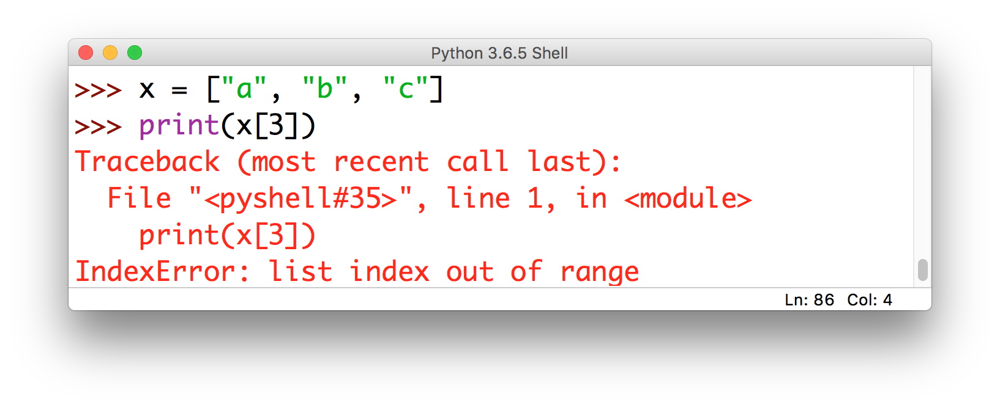 Python 3.6.5 Shell
>>> x = ["a", "b", "c"]
>>> print(x[3])
Traceback (most recent call last):
  File "<pyshell#35>", line 1, in <module>
    print(x[3])
IndexError: list index out of range
Ln: 86 Col: 4